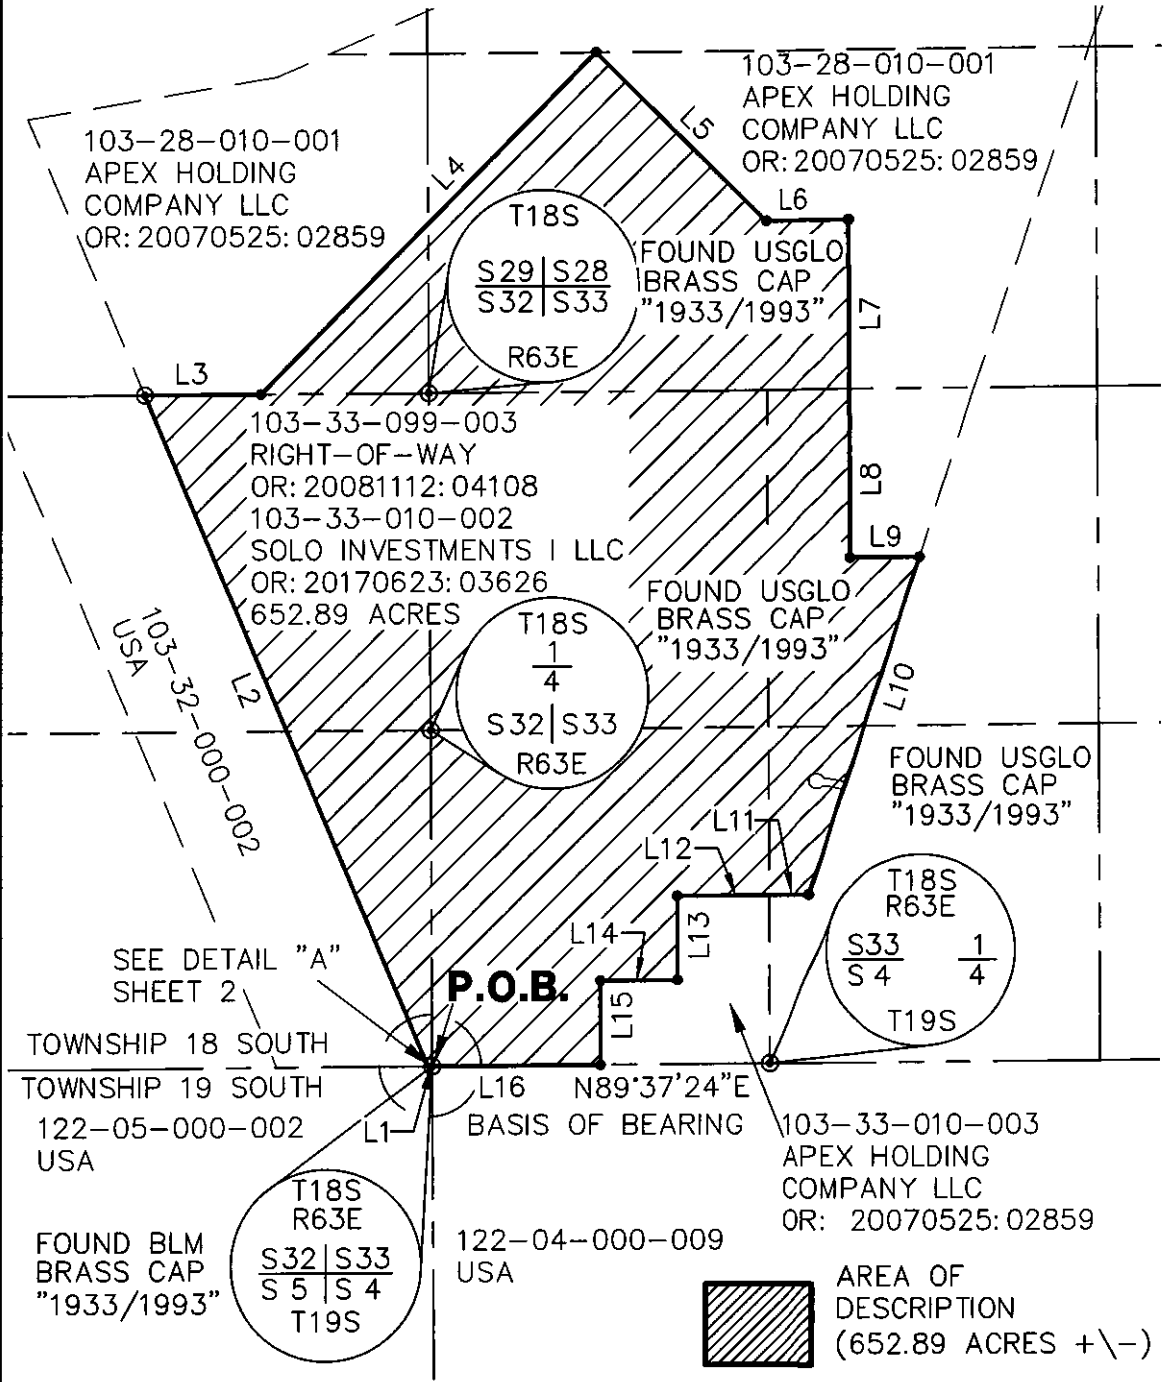 103-28-010-001
APEX HOLDING
COMPANY LLC
OR: 20070525: 02859
103-28-010-001
APEX HOLDING
COMPANY LLC
OR: 20070525: 02859
L4
L5
L6
T18S
S29 S28
S32 S33
R63E
FOUND USGLO
BRASS CAP
"1933/1993"
L7
L3
103-33-099-003
RIGHT-OF-WAY
OR: 20081112: 04108
103-33-010-002
SOLO INVESTMENTS I LLC
OR: 20170623: 03626
652.89 ACRES
L8
L9
FOUND USGLO
BRASS CAP
"1933/1993"
T18S
1
4
S32 S33
R63E
103-32-000-002
USA
L2
L10
FOUND USGLO
BRASS CAP
"1933/1993"
L11
L12
L13
L14
L15
T18S
R63E
S33
S 4
1
4
T19S
SEE DETAIL "A"
SHEET 2
P.O.B.
TOWNSHIP 18 SOUTH
TOWNSHIP 19 SOUTH
L16
N89°37'24"E
BASIS OF BEARING
L1
122-05-000-002
USA
103-33-010-003
APEX HOLDING
COMPANY LLC
OR: 20070525: 02859
FOUND BLM
BRASS CAP
"1933/1993"
T18S
R63E
S32 S33
S 5 S 4
T19S
122-04-000-009
USA
AREA OF
DESCRIPTION
(652.89 ACRES +\-)